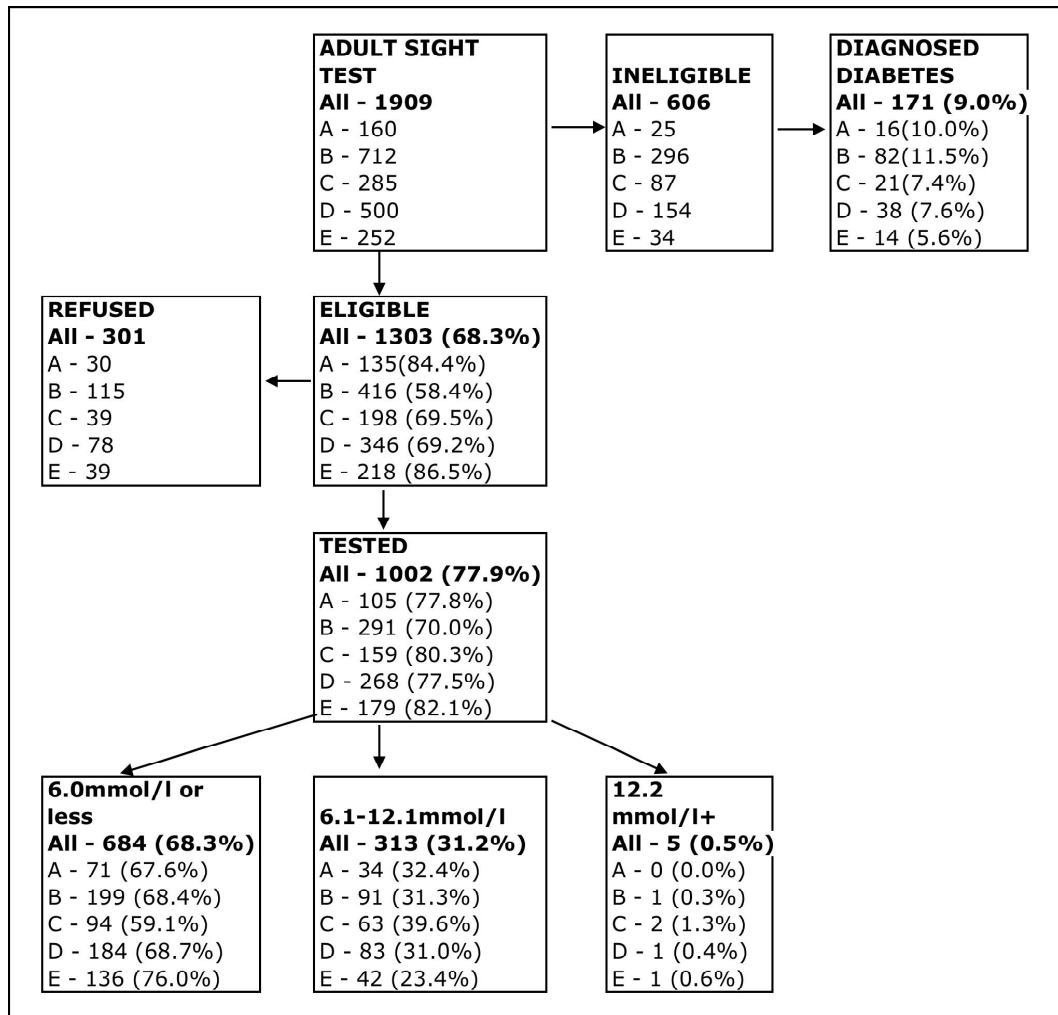 ADULT SIGHT
TEST
All - 1909
A - 160
B - 712
C - 285
D - 500
E - 252
INELIGIBLE
All - 606
A - 25
B - 296
C - 87
D - 154
E - 34
DIAGNOSED
DIABETES
All - 171 (9.0%)
A - 16(10.0%)
B - 82(11.5%)
C - 21(7.4%)
D - 38 (7.6%)
E - 14 (5.6%)
REFUSED
All - 301
A - 30
B - 115
C - 39
D - 78
E - 39
ELIGIBLE
All - 1303 (68.3%)
A - 135(84.4%)
B - 416 (58.4%)
C - 198 (69.5%)
D - 346 (69.2%)
E - 218 (86.5%)
TESTED
All - 1002 (77.9%)
A - 105 (77.8%)
B - 291 (70.0%)
C - 159 (80.3%)
D - 268 (77.5%)
E - 179 (82.1%)
6.0mmol/l or
less
All - 684 (68.3%)
A - 71 (67.6%)
B - 199 (68.4%)
C - 94 (59.1%)
D - 184 (68.7%)
E - 136 (76.0%)
6.1-12.1mmol/l
All - 313 (31.2%)
A - 34 (32.4%)
B - 91 (31.3%)
C - 63 (39.6%)
D - 83 (31.0%)
E - 42 (23.4%)
12.2
mmol/l+
All - 5 (0.5%)
A - 0 (0.0%)
B - 1 (0.3%)
C - 2 (1.3%)
D - 1 (0.4%)
E - 1 (0.6%)